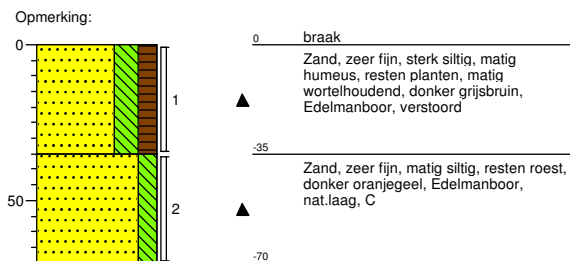 Opmerking:
0
50
1
2
0
braak
Zand, zeer fijn, sterk siltig, matig
humeus, resten planten, matig
wortelhoudend, donker grijsbruin,
Edelmanboor, verstoord
-35
Zand, zeer fijn, matig siltig, resten roest,
donker oranjegeel, Edelmanboor,
nat.laag, C
-70